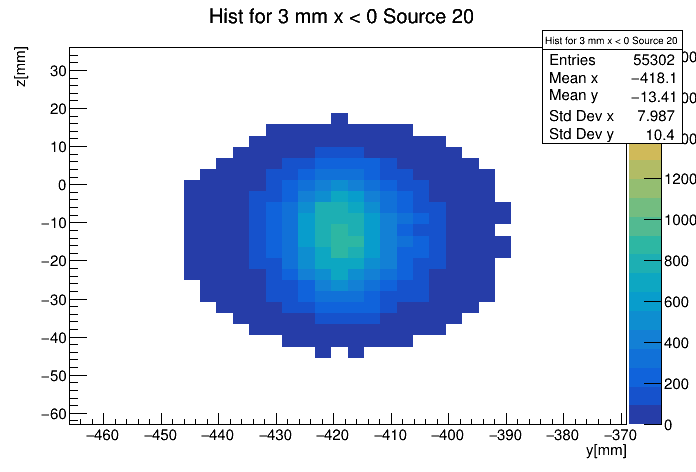 Hist for 3 mm x < 0 Source 20
z[mm]
Hist for 3 mm x < 0 Source 20
Entries 55302
Mean x −418.1
Mean y −13.41
Std Dev x 7.987
Std Dev y 10.4
30
20
10
0
−10
−20
−30
−40
−50
−60
1200
1000
800
600
400
200
0
−460 −450 −440 −430 −420 −410 −400 −390 −380 −370
y[mm]